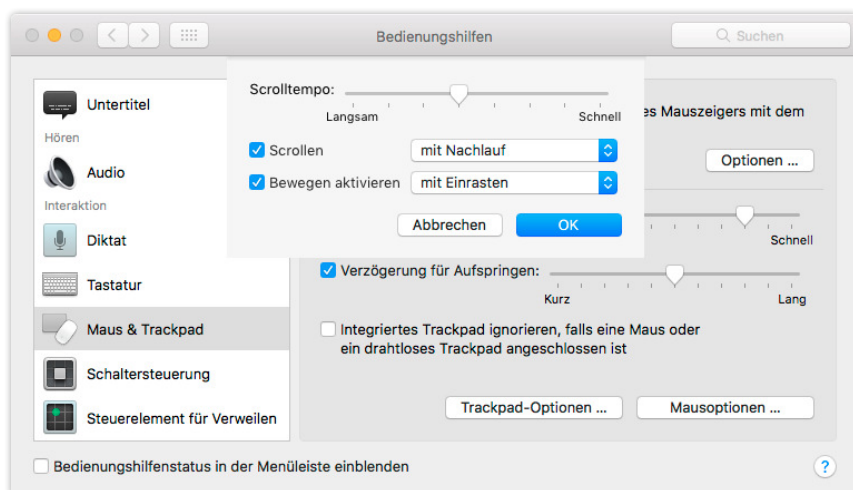 Bedienungshilfen
Suchen
Untertitel
Hören
Audio
Interaktion
Diktat
Tastatur
Maus & Trackpad
Schaltersteuerung
Steuerelement für Verweilen
Scrolltempo:
Langsam Schnell
Scrollen mit Nachlauf
Bewegen aktivieren mit Einrasten
Abbrechen OK
es Mauszeigers mit dem
Optionen ...
Schnell
Verzögerung für Aufspringen:
Kurz Lang
Integriertes Trackpad ignorieren, falls eine Maus oder
ein drahtloses Trackpad angeschlossen ist
Trackpad-Optionen ... Mausoptionen ...
Bedienungshilfenstatus in der Menüleiste einblenden
?